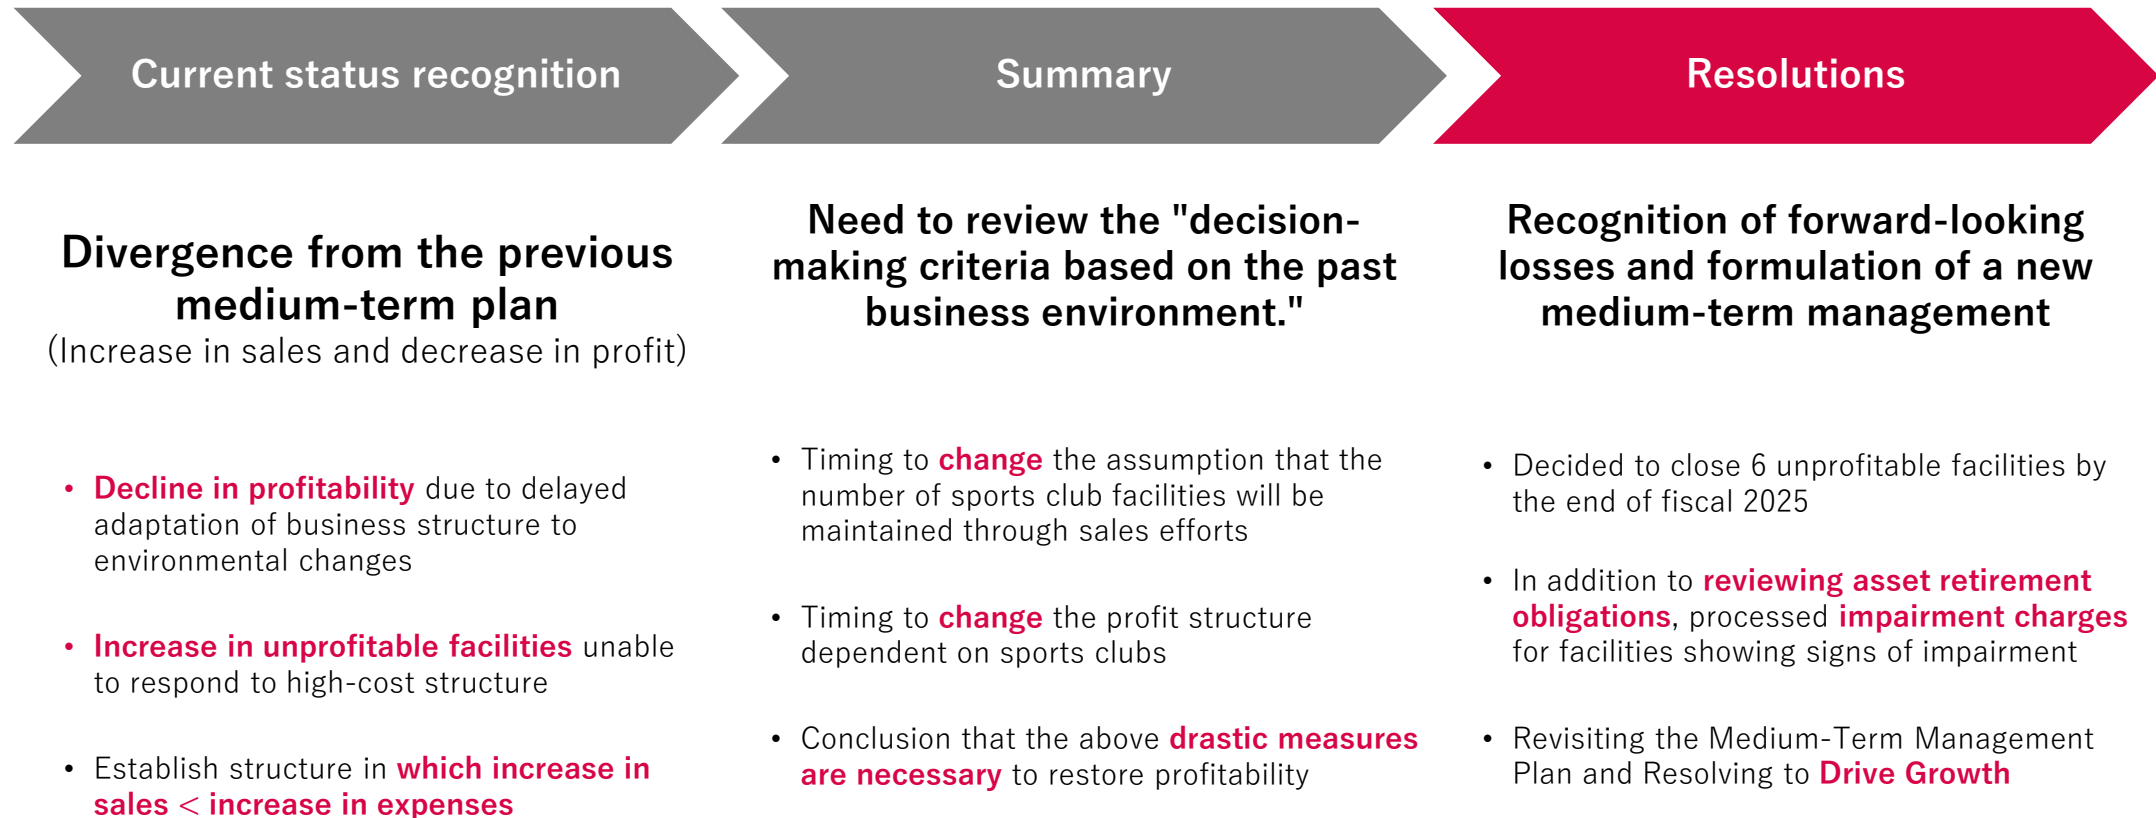 Current status recognition
Summary
Resolutions
Divergence from the previous
medium-term plan
(Increase in sales and decrease in profit)
• Decline in profitability due to delayed
adaptation of business structure to
environmental changes
• Increase in unprofitable facilities unable
to respond to high-cost structure
• Establish structure in which increase in
sales < increase in expenses
Need to review the "decision-
making criteria based on the past
business environment."
• Timing to change the assumption that the
number of sports club facilities will be
maintained through sales efforts
• Timing to change the profit structure
dependent on sports clubs
• Conclusion that the above drastic measures
are necessary to restore profitability
Recognition of forward-looking
losses and formulation of a new
medium-term management
• Decided to close 6 unprofitable facilities by
the end of fiscal 2025
• In addition to reviewing asset retirement
obligations, processed impairment charges
for facilities showing signs of impairment
• Revisiting the Medium-Term Management
Plan and Resolving to Drive Growth